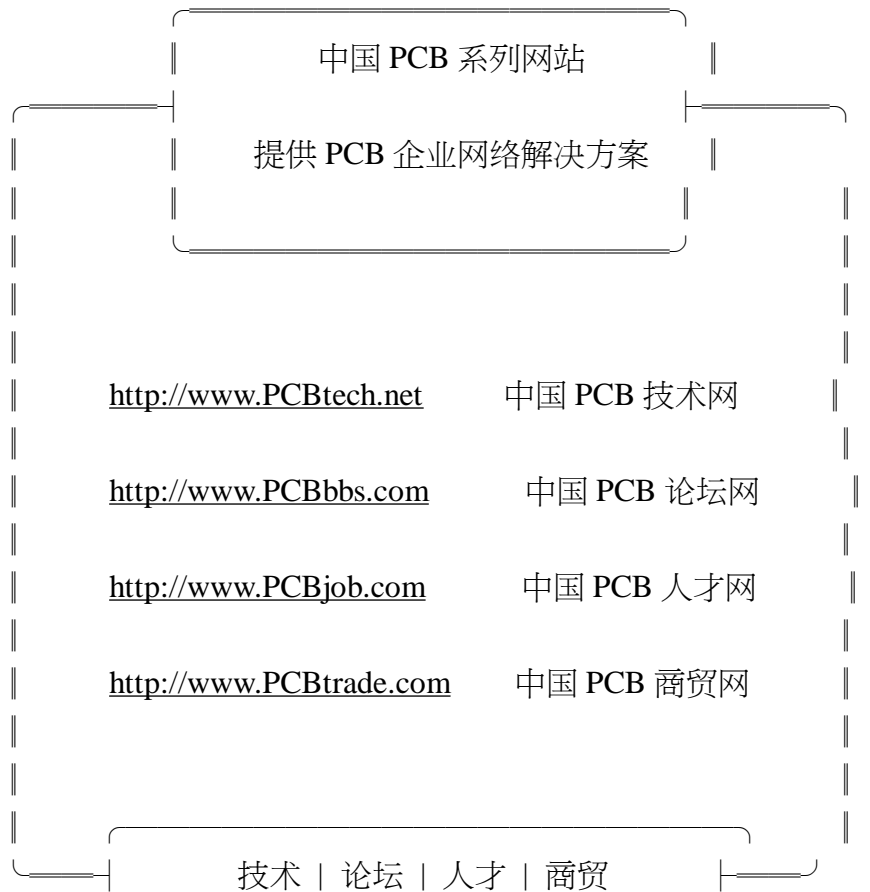 中国 PCB 系列网站
提供 PCB 企业网络解决方案
http://www.PCBtech.net 中国 PCB 技术网
http://www.PCBbbs.com 中国 PCB 论坛网
http://www.PCBjob.com 中国 PCB 人才网
http://www.PCBtrade.com 中国 PCB 商贸网
技术 | 论坛 | 人才 | 商贸